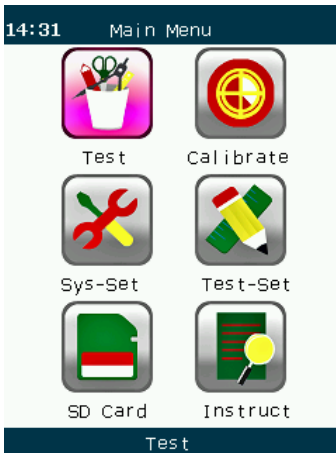 14:31 Main Menu
Test Calibrate
Sys-Set Test-Set
SD Card Instruct
Test